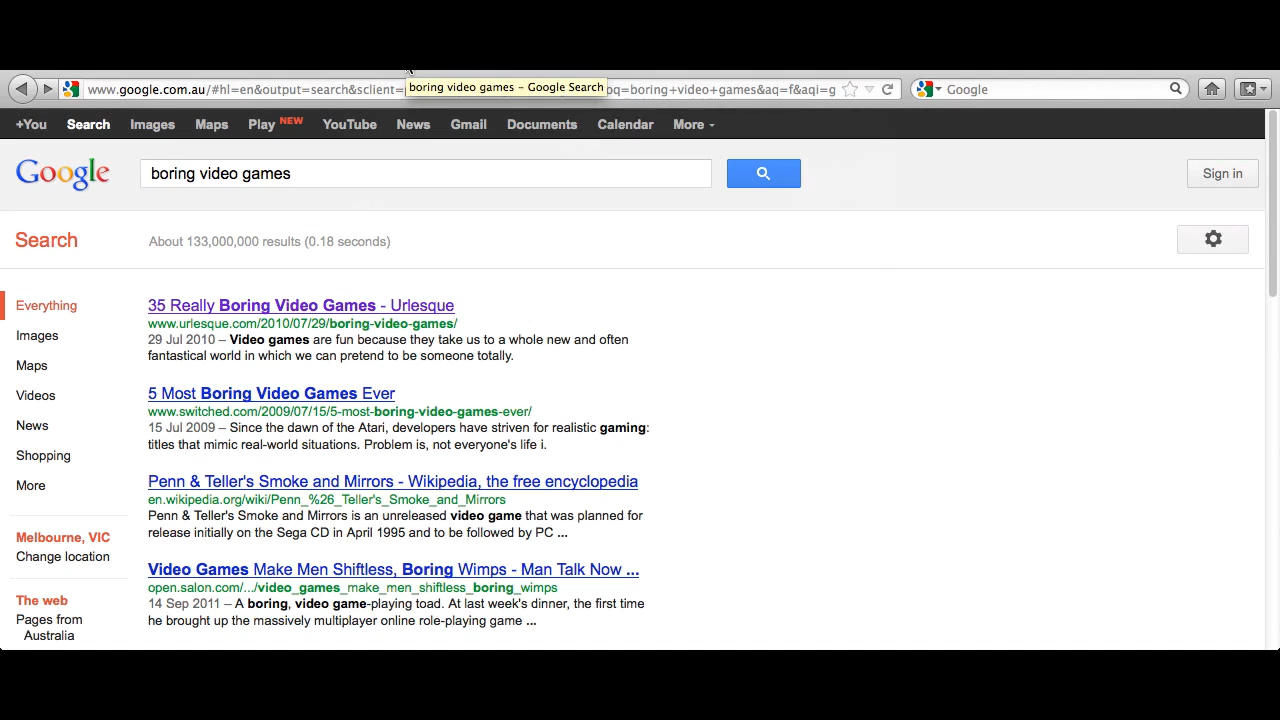 www.google.com.au/#hl=en&output=search&sclient=
boring video games – Google Search
pq=boring+video+games&aq=f&aqi=g
Google
+You Search Images Maps Play NEW YouTube News Gmail Documents Calendar More
Google
boring video games
Sign in
Search
About 133,000,000 results (0.18 seconds)
Everything
Images
Maps
Videos
News
Shopping
More
Melbourne, VIC
Change location
The web
Pages from
Australia
35 Really Boring Video Games - Urlesque
www.urlesque.com/2010/07/29/boring-video-games/
29 Jul 2010 – Video games are fun because they take us to a whole new and often
fantastical world in which we can pretend to be someone totally.
5 Most Boring Video Games Ever
www.switched.com/2009/07/15/5-most-boring-video-games-ever/
15 Jul 2009 – Since the dawn of the Atari, developers have striven for realistic gaming:
titles that mimic real-world situations. Problem is, not everyone's life i.
Penn & Teller's Smoke and Mirrors - Wikipedia, the free encyclopedia
en.wikipedia.org/wiki/Penn_%26_Teller's_Smoke_and_Mirrors
Penn & Teller's Smoke and Mirrors is an unreleased video game that was planned for
release initially on the Sega CD in April 1995 and to be followed by PC ...
Video Games Make Men Shiftless, Boring Wimps - Man Talk Now ...
open.salon.com/.../video_games_make_men_shiftless_boring_wimps
14 Sep 2011 – A boring, video game-playing toad. At last week's dinner, the first time
he brought up the massively multiplayer online role-playing game ...